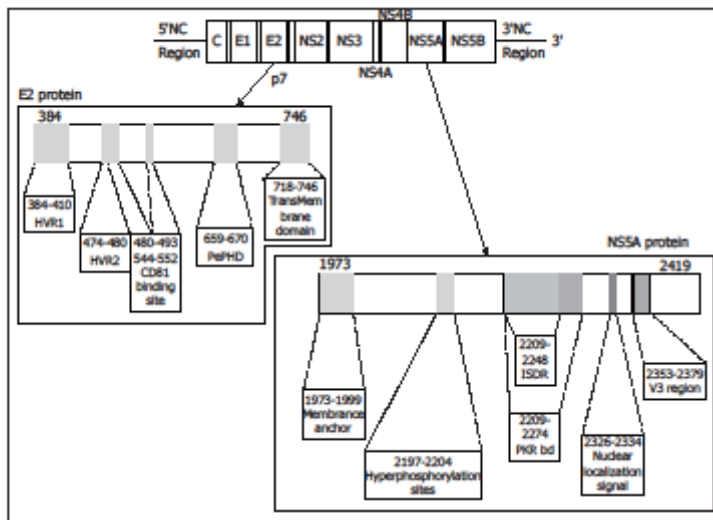 NS4B
5'NC
Region
C
E1
E2
NS2
NS3
NS5A
NS5B
3'NC
Region
3'
p7
NS4A
E2 protein
384
746
384-410
HVR1
474-480
HVR2
480-493
544-552
CD81
binding
site
659-670
PePHD
718-746
TransMem
brane
domain
NS5A protein
1973
2419
1973-1999
Membrance
anchor
2197-2204
Hyperphosphorylation
sites
2209-
2248
ISDR
2209-
2274
PKR bd
2326-2334
Nuclear
localization
signal
2353-2379
V3 region